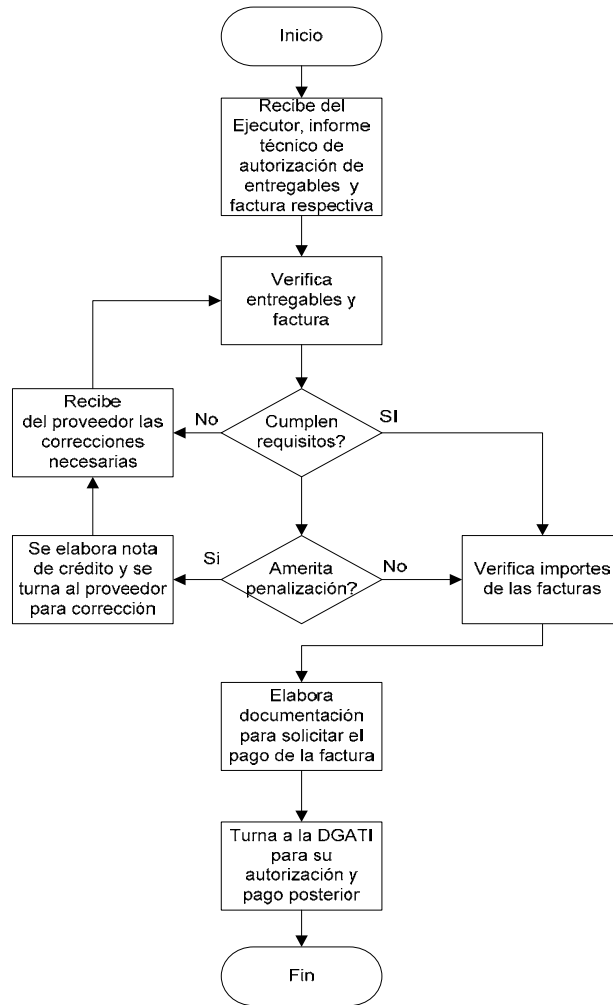 Inicio
Recibe del
Ejecutor, informe
técnico de
autorización de
entregables y
factura respectiva
Verifica
entregables y
factura
Recibe
del proveedor las
correcciones
necesarias
No
Cumplen
requisitos?
SI
Se elabora nota
de crédito y se
turna al proveedor
para corrección
Si
Amerita
penalización?
No
Verifica importes
de las facturas
Elabora
documentación
para solicitar el
pago de la factura
Turna a la DGATI
para su
autorización y
pago posterior
Fin